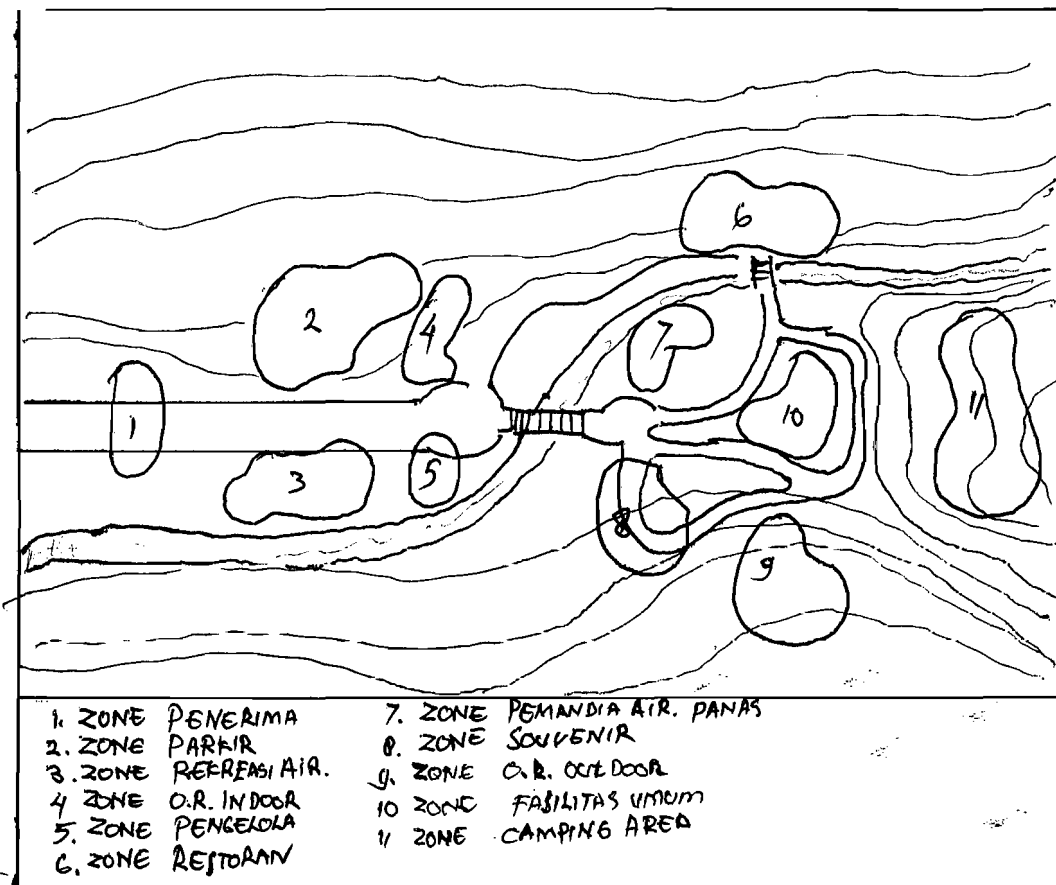 1
2
3
4
5
6
7
8
9
10
11
1. ZONE PENERIMA
2. ZONE PARKIR
3. ZONE REKREASI AIR.
4 ZONE O.R. INDOOR
5. ZONE PENGELOLA
6. ZONE RESTORAN
7. ZONE PEMANDIA AIR. PANAS
8. ZONE SOUVENIR
9. ZONE O.R. OUTDOOR
10 ZONE FASILITAS UMUM
11 ZONE CAMPING AREA